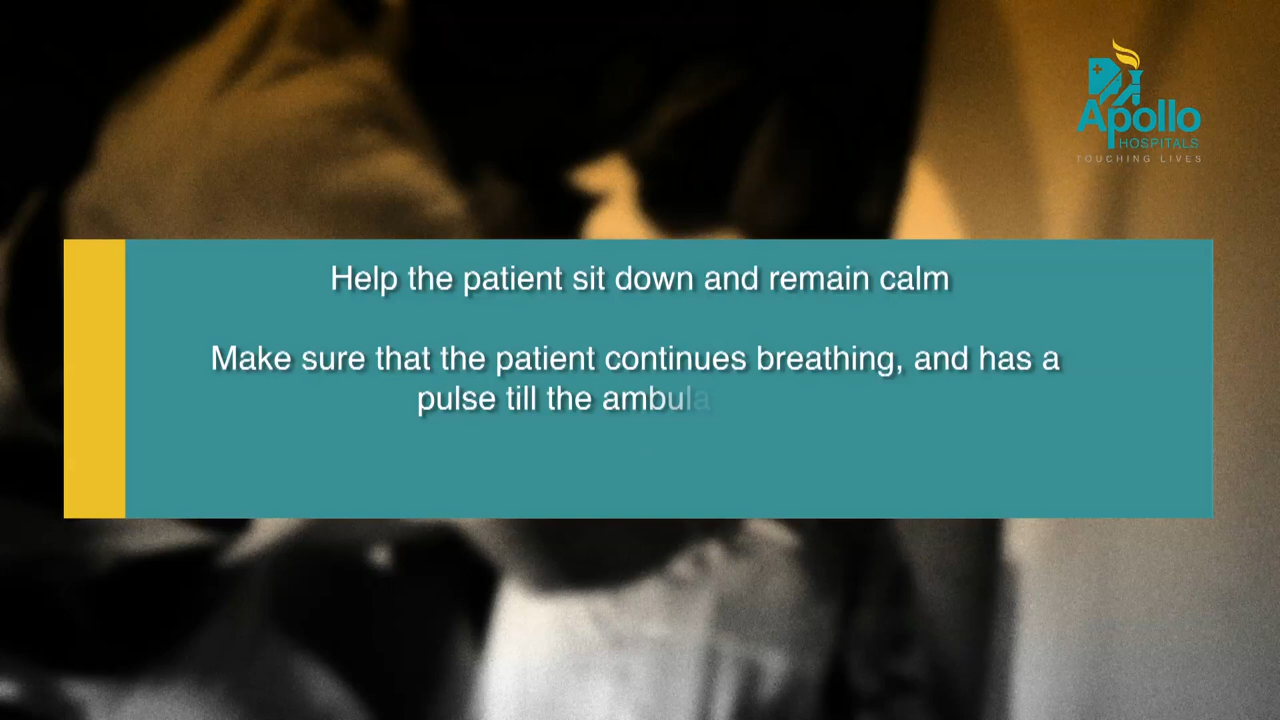 Apollo
HOSPITALS
TOUCHING LIVES
Help the patient sit down and remain calm
Make sure that the patient continues breathing, and has a
pulse till the ambula